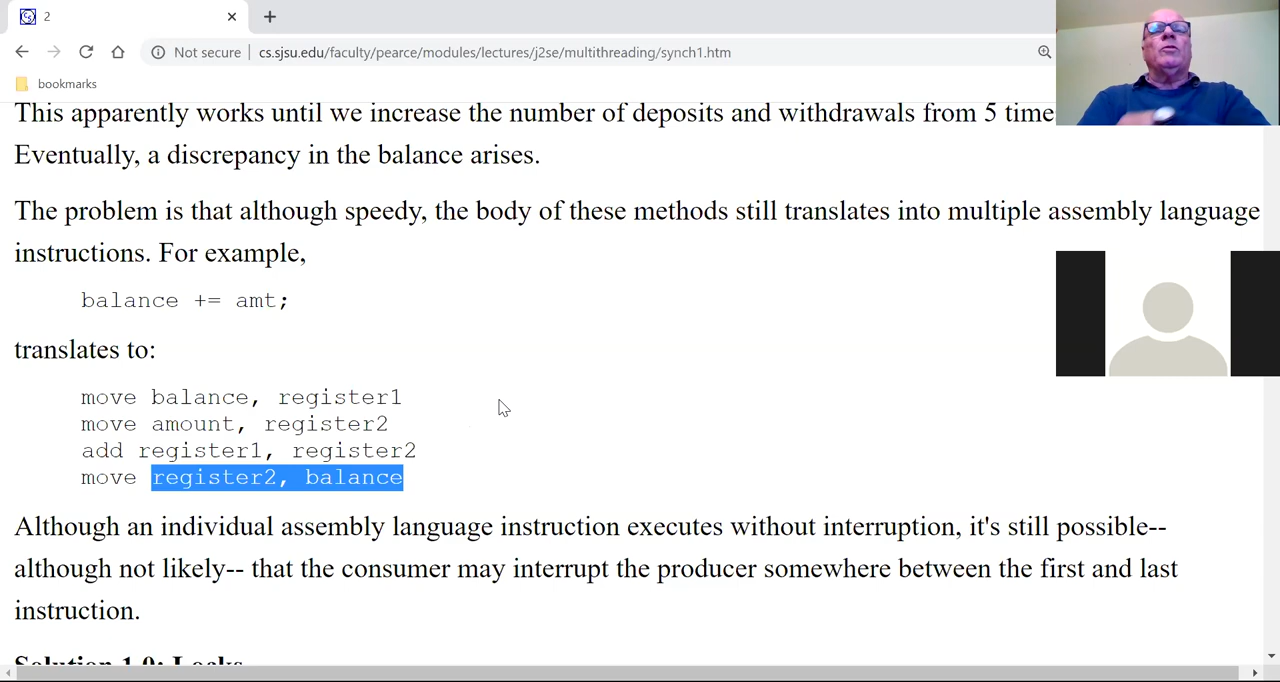 2
Not secure
cs.sjsu.edu/faculty/pearce/modules/lectures/j2se/multithreading/synch1.htm
bookmarks
This apparently works until we increase the number of deposits and withdrawals from 5 time
Eventually, a discrepancy in the balance arises.
The problem is that although speedy, the body of these methods still translates into multiple assembly language
instructions. For example,
balance += amt;
translates to:
move balance, register1
move amount, register2
add register1, register2
move register2, balance
Although an individual assembly language instruction executes without interruption, it's still possible--
although not likely-- that the consumer may interrupt the producer somewhere between the first and last
instruction.
Solution 1.0: Locks